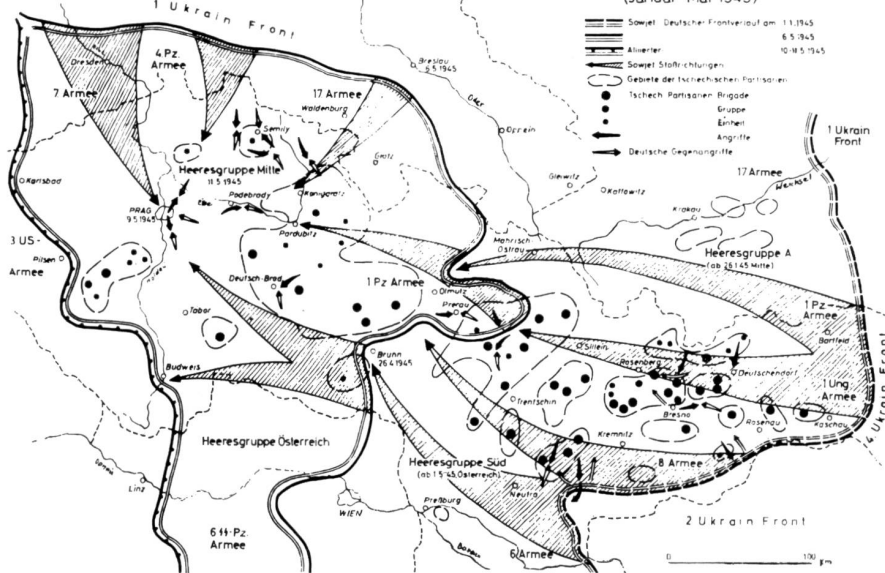 (Januar-Mai 1945)
Sowjet. Deutscher Frontverlauf am 1.1.1945
6.5.1945
Alliierter
10-11.5.1945
Sowjet Stoßrichtungen
Gebiete der tschechischen Partisanen
Tschech. Partisanen Brigade
Gruppe
Einheit
Angriffe
Deutsche Gegenangriffe
1 Ukrain Front
4.Pz.
Armee
Dresden
7 Armee
17 Armee
Waldenburg
Breslau
6.5.1945
Oder
Oppeln
Semily
Glatz
Gleiwitz
Kattowitz
17 Armee
Weichsel
1 Ukrain
Front
Krakau
Heeresgruppe Mitte
11.5.1945
Karlsbad
PRAG
9.5.1945
Elbe
Podebrady
Königgrätz
Pardubitz
Mährisch
Ostrau
Heeresgruppe A
(ab 26.1.45 Mitte)
3 US-
Armee
Pilsen
Deutsch-Brod
1 Pz Armee
Olmütz
Prerau
1 Pz-
Armee
Bartfeld
Tabor
Sillein
Rosenberg
Deutschendorf
Budweis
Brünn
26.4.1945
Trentschin
Bresno
1 Ung.
Armee
Rosenau
Kaschau
4 Ukrain Front
Heeresgruppe Österreich
Kremnitz
Heeresgruppe Süd
(ab 1.5.45 Österreich)
8 Armee
Neutra
Donau
Linz
WIEN
Preßburg
2 Ukrain Front
6 SS-Pz.
Armee
Donau
6 Armee
0 100 km